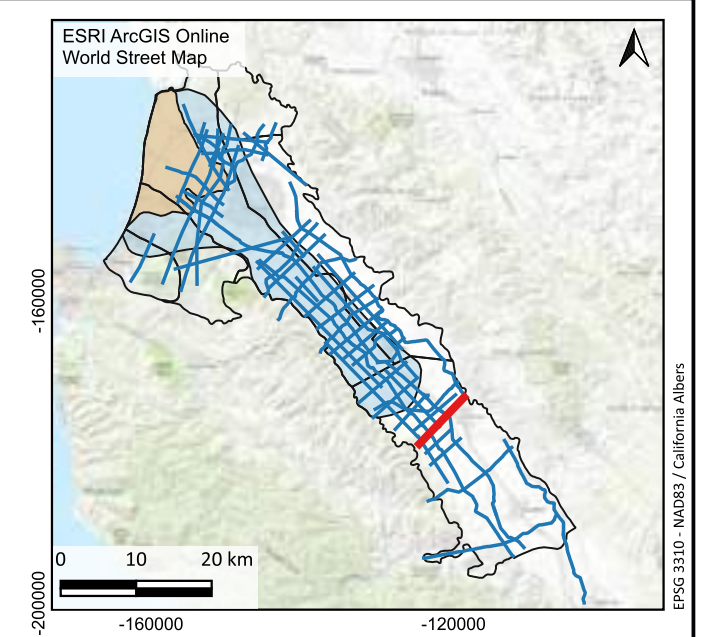 ESRI ArcGIS Online
World Street Map
-160000
-200000
0 10 20 km
-160000 -120000
EPSG 3310 - NAD83 / California Albers